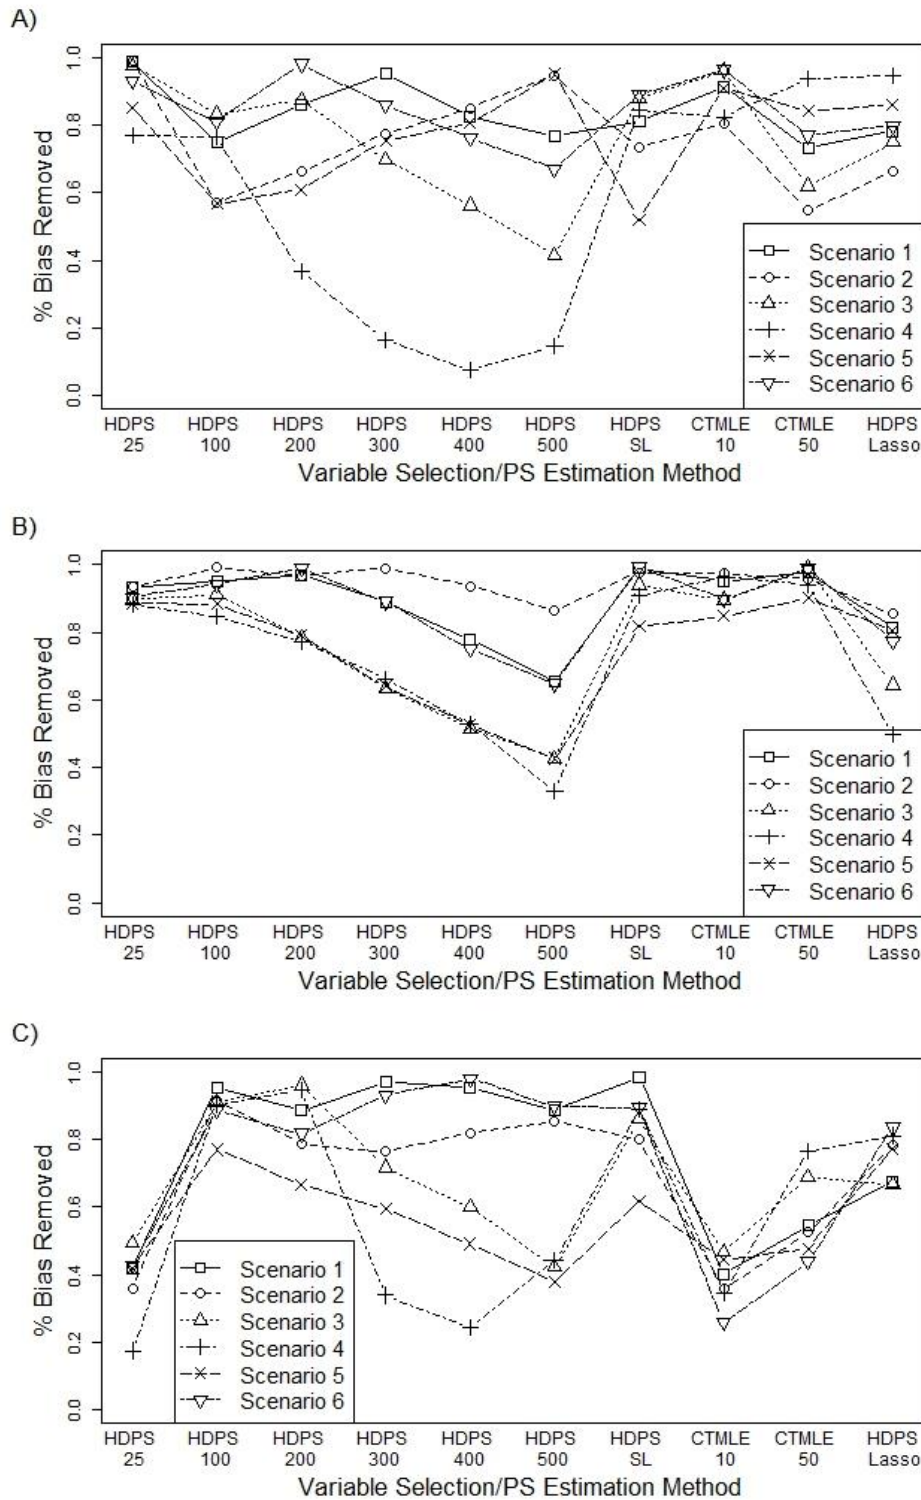 A)
% Bias Removed
1.0
0.8
0.6
0.4
0.2
0.0
Scenario 1
Scenario 2
Scenario 3
Scenario 4
Scenario 5
Scenario 6
HDPS HDPS HDPS HDPS HDPS HDPS HDPS CTMLE CTMLE HDPS
25 100 200 300 400 500 SL 10 50 Lasso
Variable Selection/PS Estimation Method
B)
% Bias Removed
1.0
0.8
0.6
0.4
0.2
0.0
Scenario 1
Scenario 2
Scenario 3
Scenario 4
Scenario 5
Scenario 6
HDPS HDPS HDPS HDPS HDPS HDPS HDPS CTMLE CTMLE HDPS
25 100 200 300 400 500 SL 10 50 Lasso
Variable Selection/PS Estimation Method
C)
% Bias Removed
1.0
0.8
0.6
0.4
0.2
0.0
Scenario 1
Scenario 2
Scenario 3
Scenario 4
Scenario 5
Scenario 6
HDPS HDPS HDPS HDPS HDPS HDPS HDPS CTMLE CTMLE HDPS
25 100 200 300 400 500 SL 10 50 Lasso
Variable Selection/PS Estimation Method